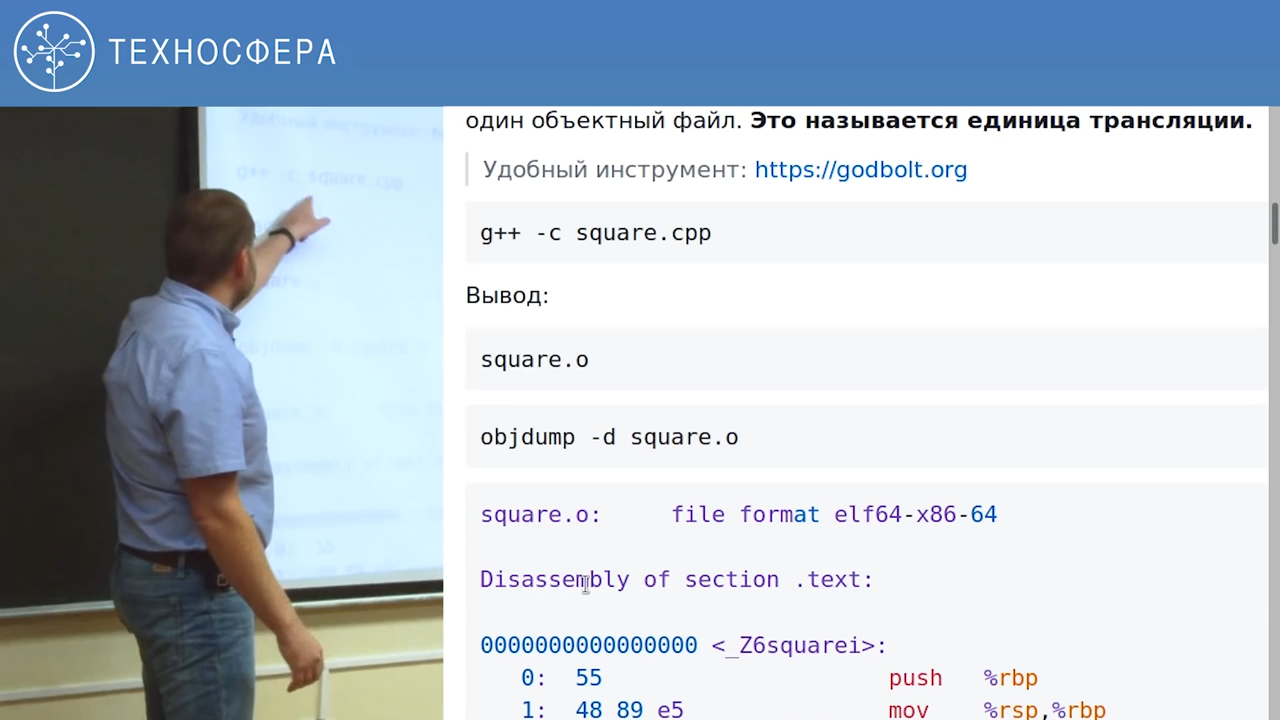 ТЕХНОСФЕРА
один объектный файл. Это называется единица трансляции.
Удобный инструмент: https://godbolt.org
g++ -c square.cpp
Вывод:
square.o
objdump -d square.o
square.o:     file format elf64-x86-64
Disassembly of section .text:
0000000000000000 <_Z6squarei>:
0:  55  push  %rbp
1:  48 89 e5  mov  %rsp,%rbp
g++ -c square.cpp